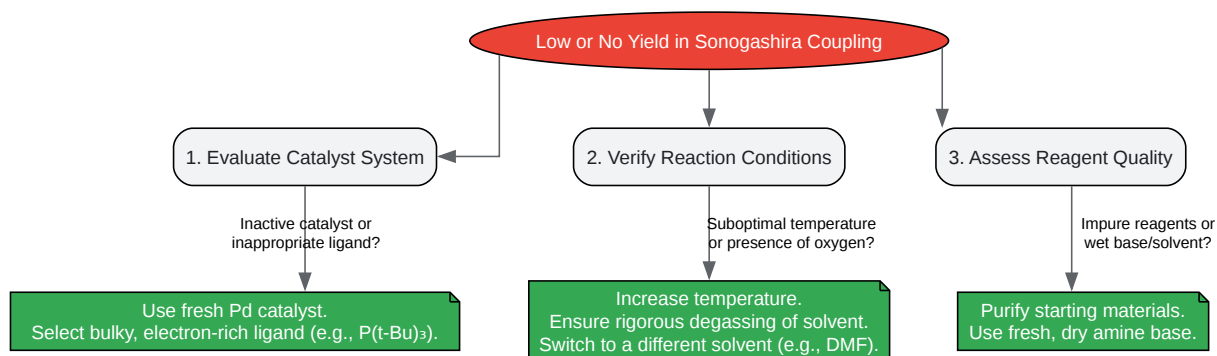 Low or No Yield in Sonogashira Coupling
1. Evaluate Catalyst System
2. Verify Reaction Conditions
3. Assess Reagent Quality
Inactive catalyst or
inappropriate ligand?
Suboptimal temperature
or presence of oxygen?
Impure reagents or
wet base/solvent?
Use fresh Pd catalyst.
Select bulky, electron-rich ligand (e.g., P(t-Bu)₃).
Increase temperature.
Ensure rigorous degassing of solvent.
Switch to a different solvent (e.g., DMF).
Purify starting materials.
Use fresh, dry amine base.